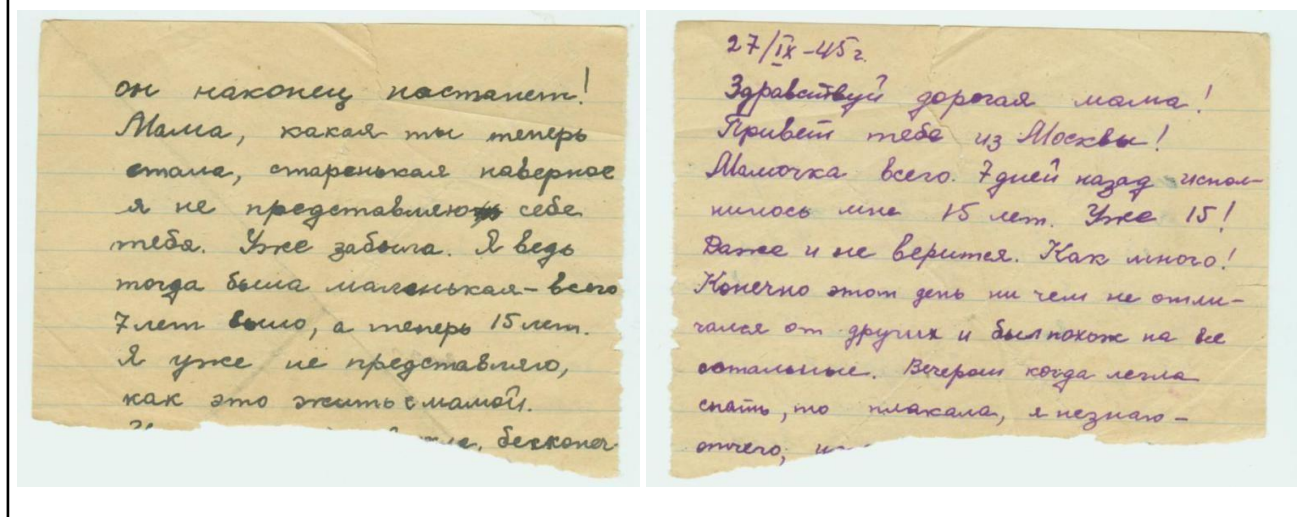 он наконец настанет!
Мама, какая ты теперь
стала, старенькая наверное
я не представляю себе
тебя. Уже забыла. Я ведь
тогда была маленькая – всего
7 лет было, а теперь 15 лет.
Я уже не представляю,
как это жить с мамой.
бесконеч
27/IX–45г.
Здравствуй дорогая мама!
Привет тебе из Москвы!
Мамочка всего 7 дней назад испол-
нилось мне 15 лет. Уже 15!
Даже и не верится. Как много!
Конечно этот день ни чем не отли-
чался от других и был похож на все
остальные. Вечером когда легла
спать, то плакала, я незнаю –
отчего,